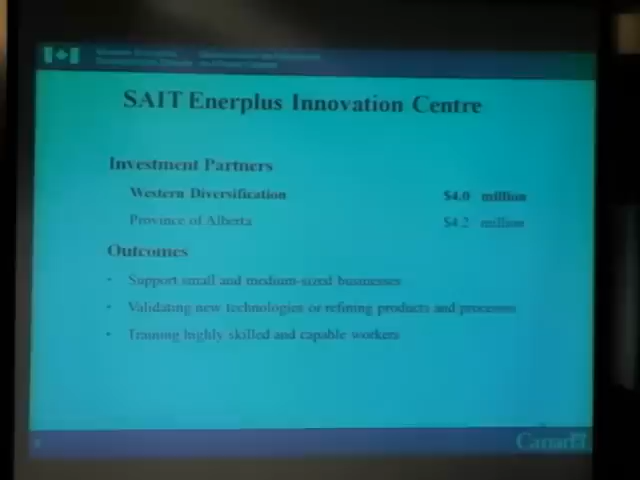 SAIT Enerplus Innovation Centre
Investment Partners
Western Diversification $4.0 million
Province of Alberta $4.2 million
Outcomes
• Support small and medium-sized businesses
• Validating new technologies or refining products and processes
• Training highly skilled and capable workers
Canada